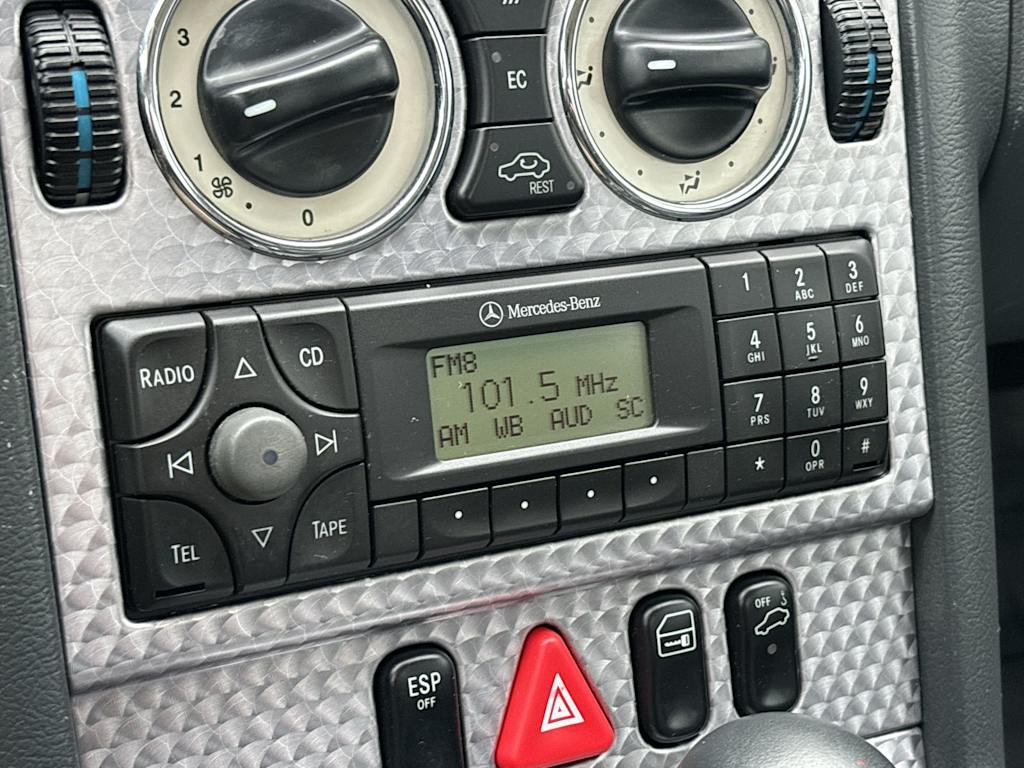 3
2
1
0
EC
REST
Mercedes-Benz
RADIO
CD
TEL
TAPE
FM8
101.5 MHz
AM WB AUD SC
1
2
ABC
3
DEF
4
GHI
5
JKL
6
MNO
7
PRS
8
TUV
9
WXY
*
0
OPR
#
ESP
OFF
OFF